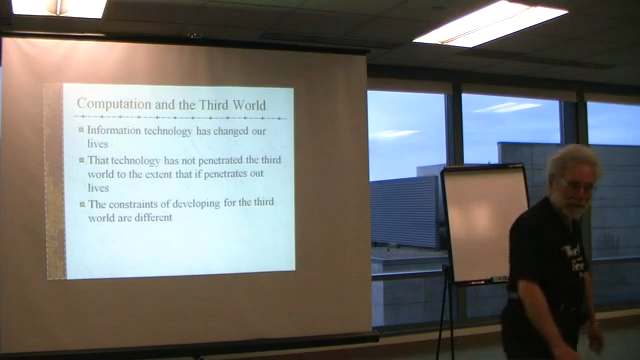 Computation and the Third World
Information technology has changed our
lives
That technology has not penetrated the third
world to the extent that if penetrates out
lives
The constraints of developing for the third
world are different